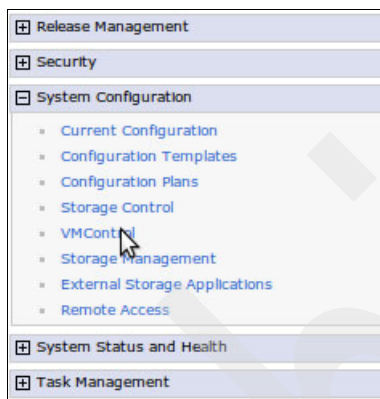 Release Management
Security
System Configuration
Current Configuration
Configuration Templates
Configuration Plans
Storage Control
VMControl
Storage Management
External Storage Applications
Remote Access
System Status and Health
Task Management